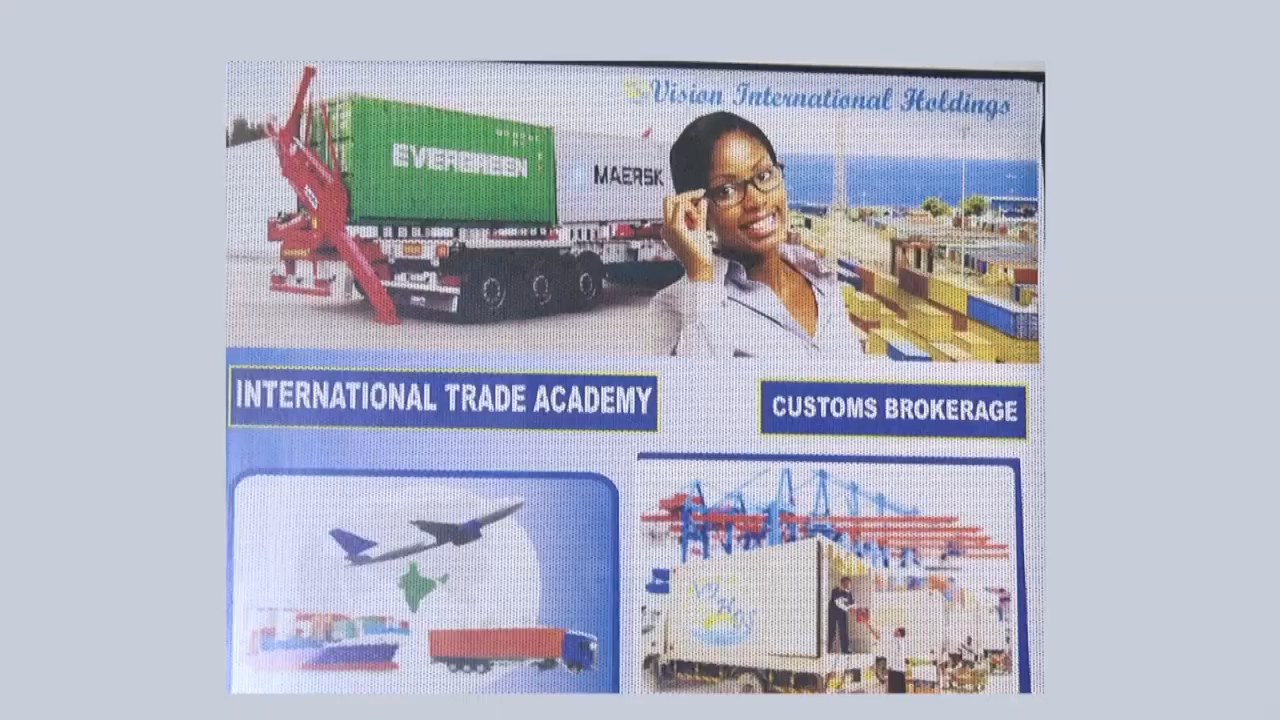 Vision International Holdings
EVERGREEN
MAERSK
INTERNATIONAL TRADE ACADEMY
CUSTOMS BROKERAGE